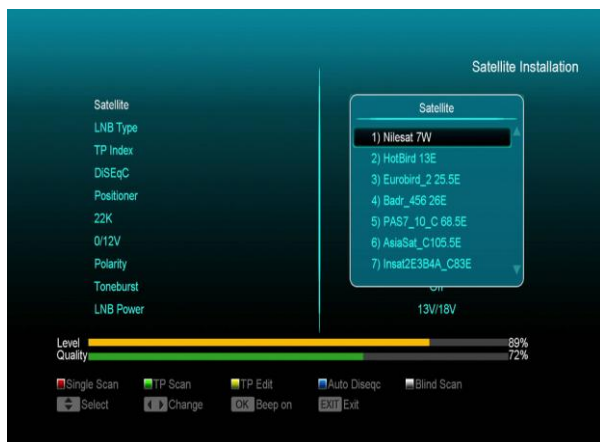 Satellite Installation
Satellite
LNB Type
TP Index
DiSEqC
Positioner
22K
0/12V
Polarity
Toneburst
LNB Power
Satellite
1) Nilesat 7W
2) HotBird 13E
3) Eurobird_2 25.5E
4) Badr_456 26E
5) PAS7_10_C 68.5E
6) AsiaSat_C105.5E
7) Insat2E3B4A_C83E
13V/18V
Level 89%
Quality 72%
Single Scan TP Scan TP Edit Auto Diseqc Blind Scan
Select Change OK Beep on EXIT Exit